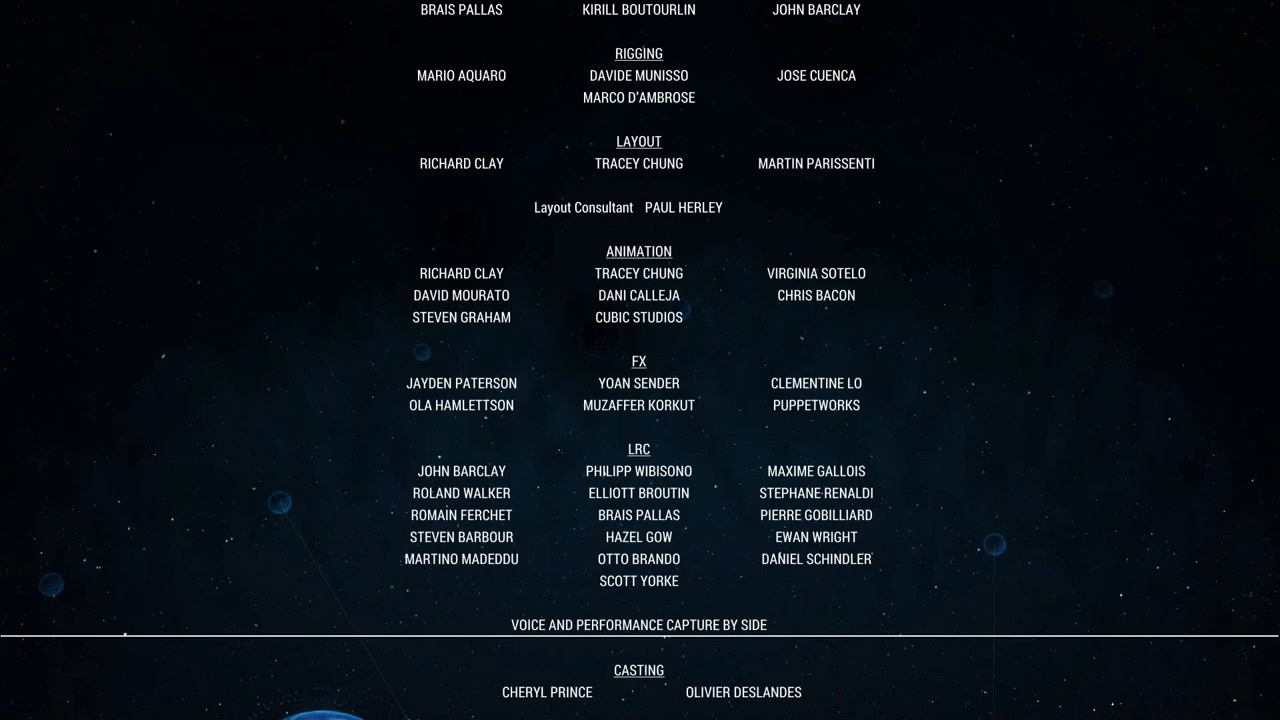 BRAIS PALLAS KIRILL BOUTOURLIN JOHN BARCLAY
RIGGING
MARIO AQUARO DAVIDE MUNISSO JOSE CUENCA
MARCO D'AMBROSE
LAYOUT
RICHARD CLAY TRACEY CHUNG MARTIN PARISSENTI
Layout Consultant PAUL HERLEY
ANIMATION
RICHARD CLAY TRACEY CHUNG VIRGINIA SOTELO
DAVID MOURATO DANI CALLEJA CHRIS BACON
STEVEN GRAHAM CUBIC STUDIOS
FX
JAYDEN PATERSON YOAN SENDER CLEMENTINE LO
OLA HAMLETTSON MUZAFFER KORKUT PUPPETWORKS
LRC
JOHN BARCLAY PHILIPP WIBISONO MAXIME GALLOIS
ROLAND WALKER ELLIOTT BROUTIN STEPHANE RENALDI
ROMAIN FERCHET BRAIS PALLAS PIERRE GOBILLIARD
STEVEN BARBOUR HAZEL GOW EWAN WRIGHT
MARTINO MADEDDU OTTO BRANDO DANIEL SCHINDLER
SCOTT YORKE
VOICE AND PERFORMANCE CAPTURE BY SIDE
CASTING
CHERYL PRINCE OLIVIER DESLANDES